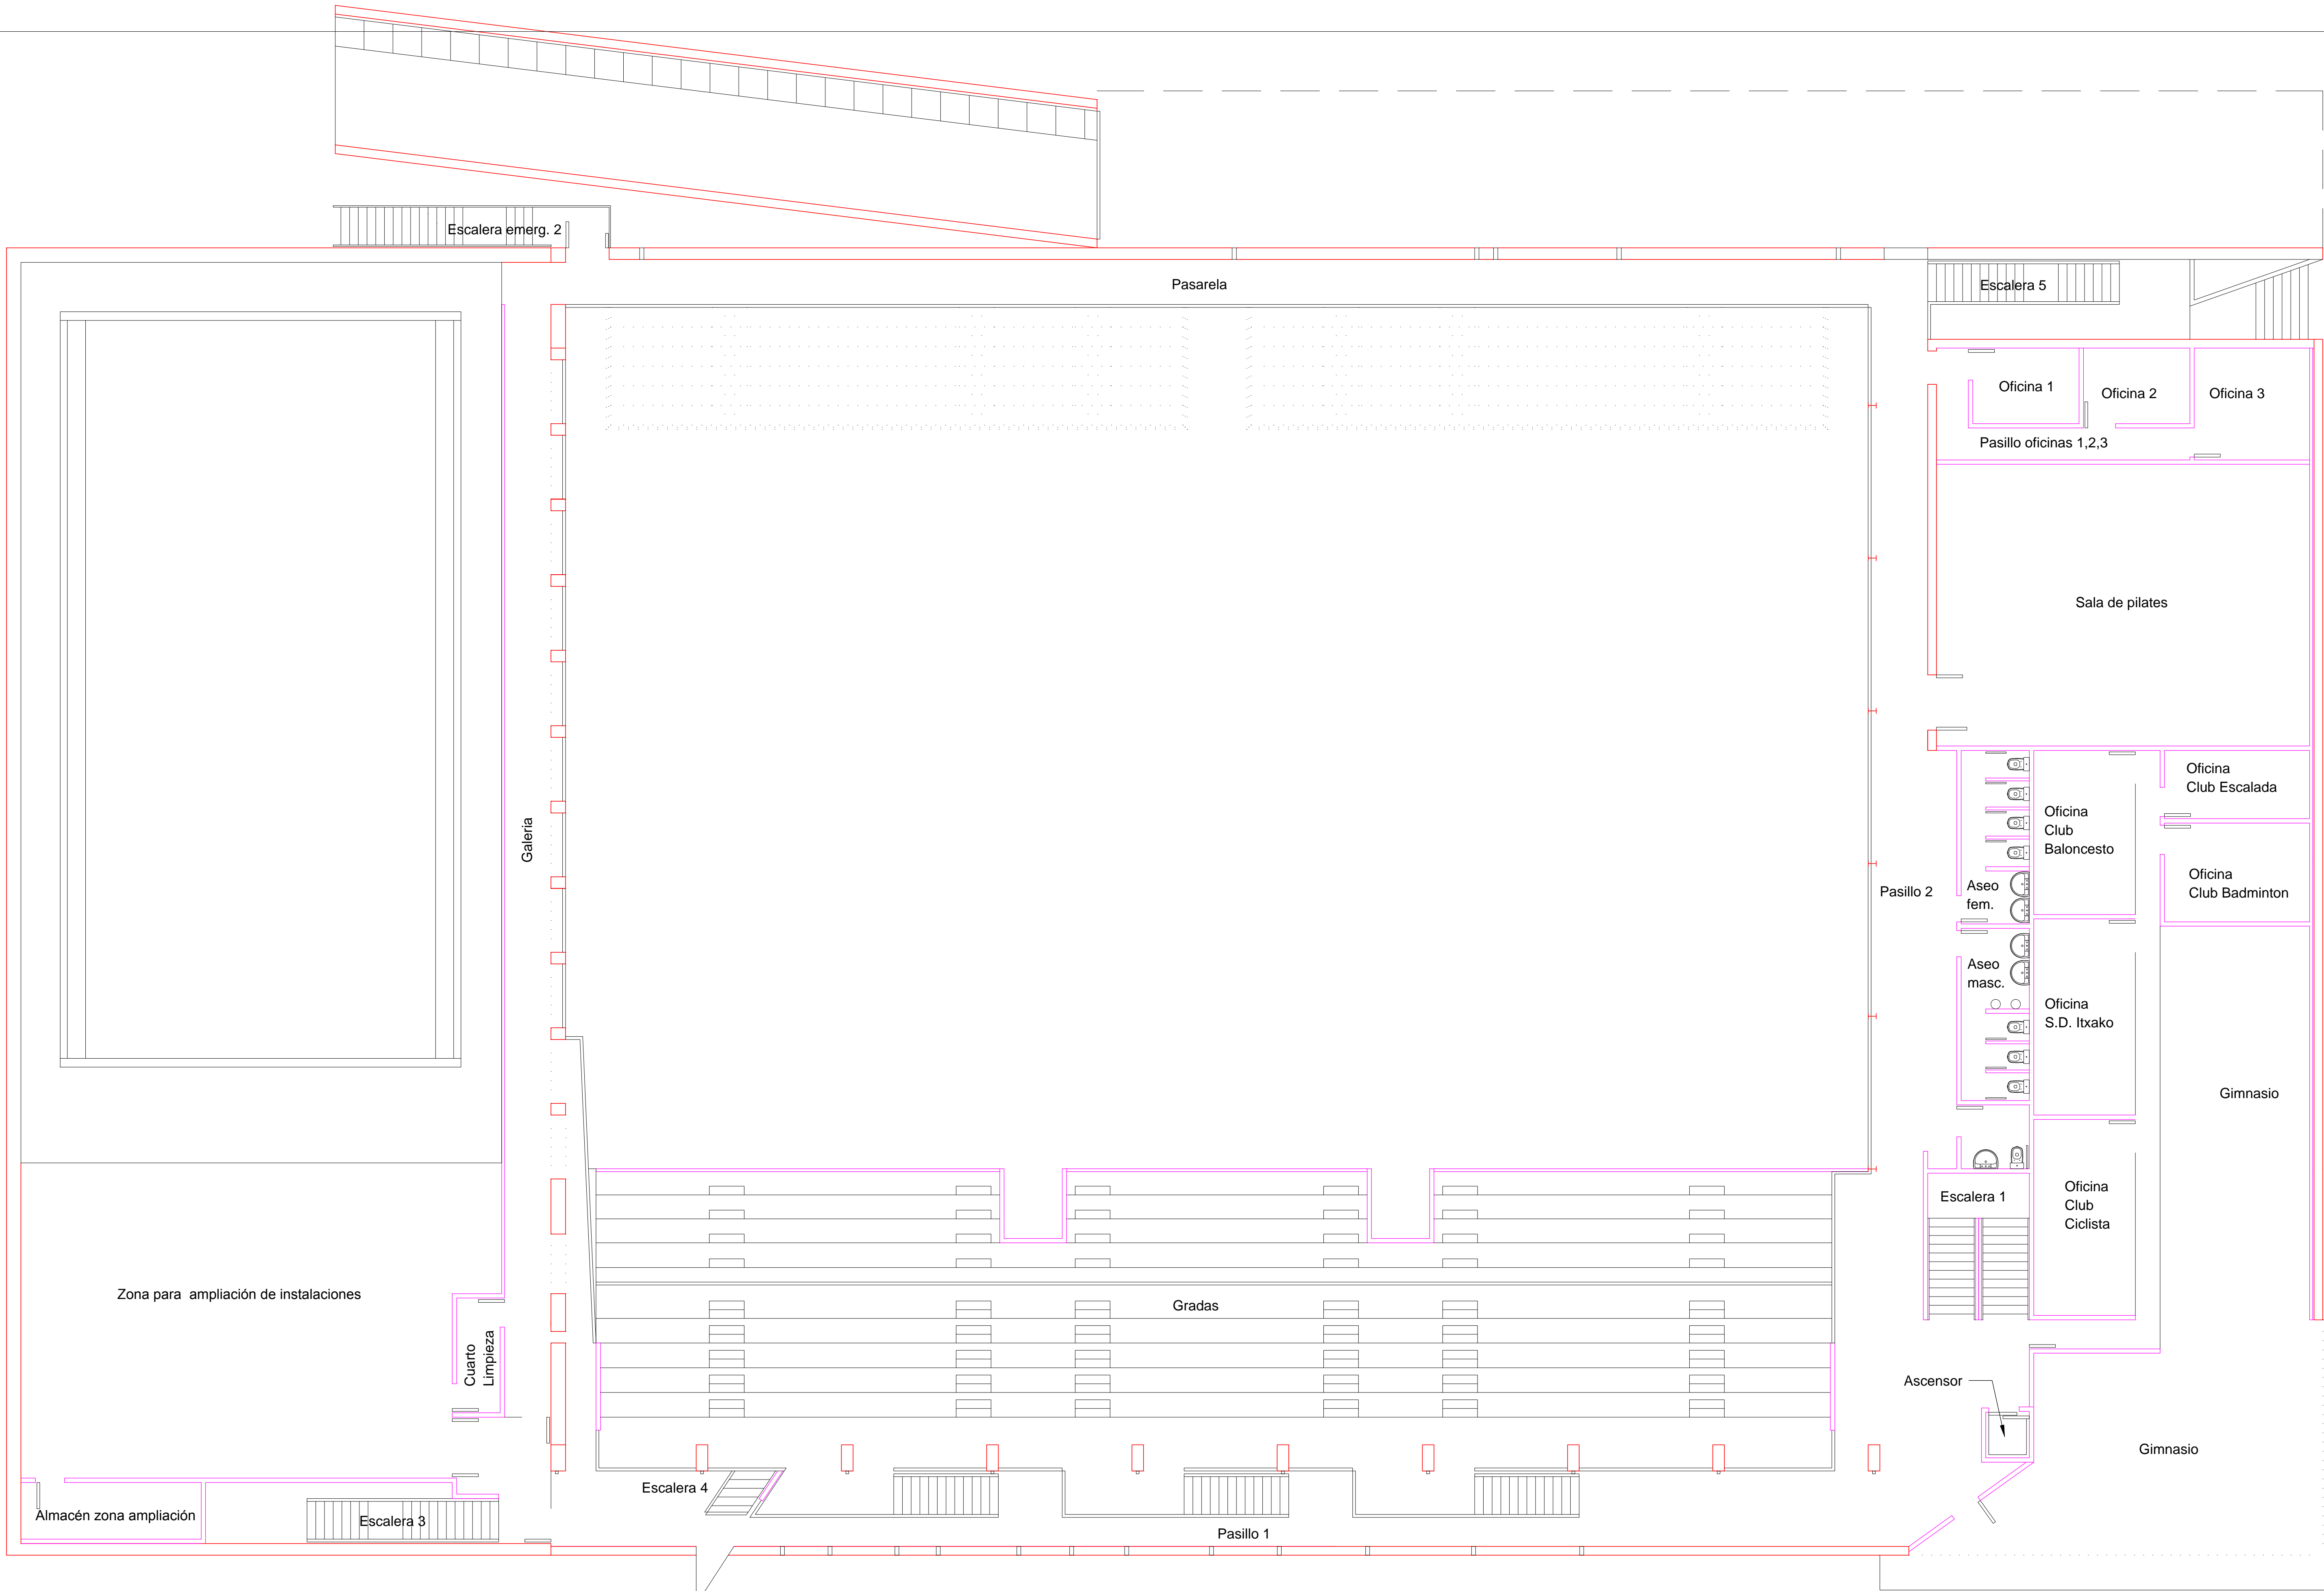 Escalera emerg. 2
Pasarela
Escalera 5
Oficina 1
Oficina 2
Oficina 3
Pasillo oficinas 1,2,3
Sala de pilates
Oficina
Club Escalada
Oficina
Club
Baloncesto
Galeria
Pasillo 2
Aseo
fem.
Oficina
Club Badminton
Aseo
masc.
Oficina
S.D. Itxako
Gimnasio
Escalera 1
Oficina
Club
Ciclista
Zona para ampliación de instalaciones
Gradas
Cuarto
Limpieza
Ascensor
Gimnasio
Escalera 4
Almacén zona ampliación
Escalera 3
Pasillo 1